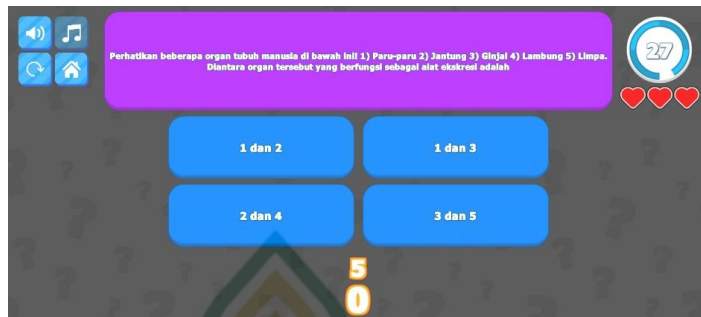 Perhatikan beberapa organ tubuh manusia di bawah ini! 1) Paru-paru 2) Jantung 3) Ginjal 4) Lambung 5) Limpa.
Diantara organ tersebut yang berfungsi sebagai alat ekskresi adalah
27
1 dan 2
1 dan 3
2 dan 4
3 dan 5
5
0